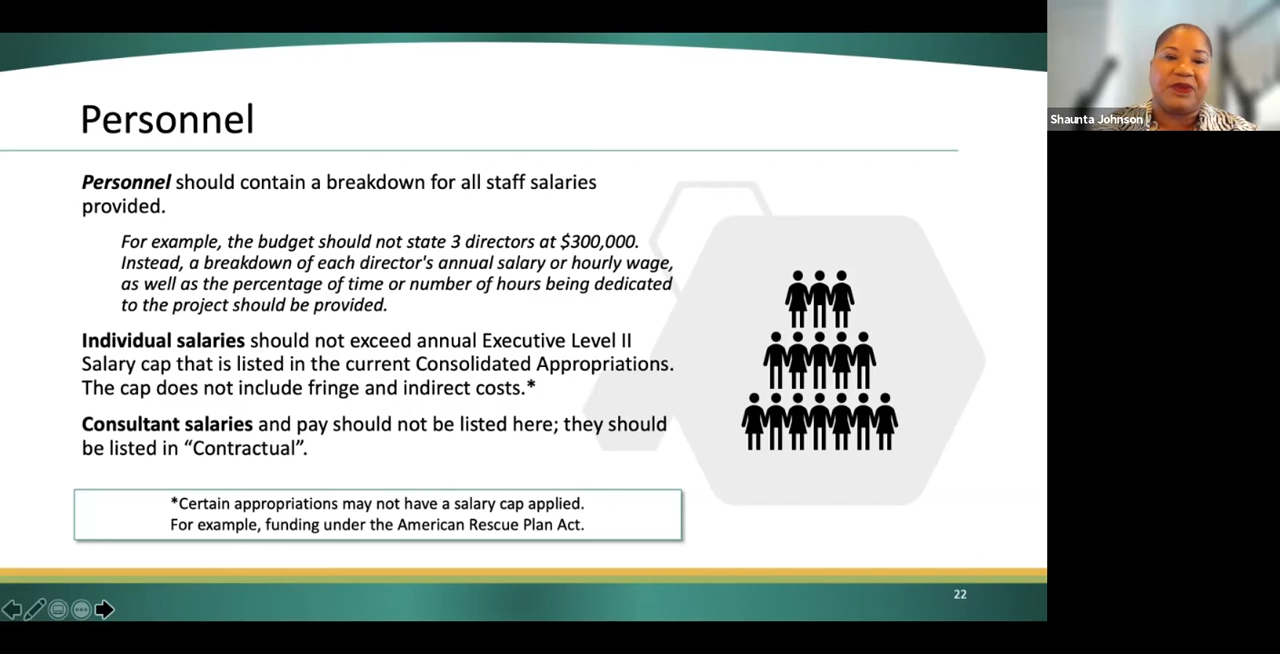 Personnel
Personnel should contain a breakdown for all staff salaries
provided.
For example, the budget should not state 3 directors at $300,000.
Instead, a breakdown of each director's annual salary or hourly wage,
as well as the percentage of time or number of hours being dedicated
to the project should be provided.
Individual salaries should not exceed annual Executive Level II
Salary cap that is listed in the current Consolidated Appropriations.
The cap does not include fringe and indirect costs.*
Consultant salaries and pay should not be listed here; they should
be listed in “Contractual”.
*Certain appropriations may not have a salary cap applied.
For example, funding under the American Rescue Plan Act.
22
Shaunta Johnson